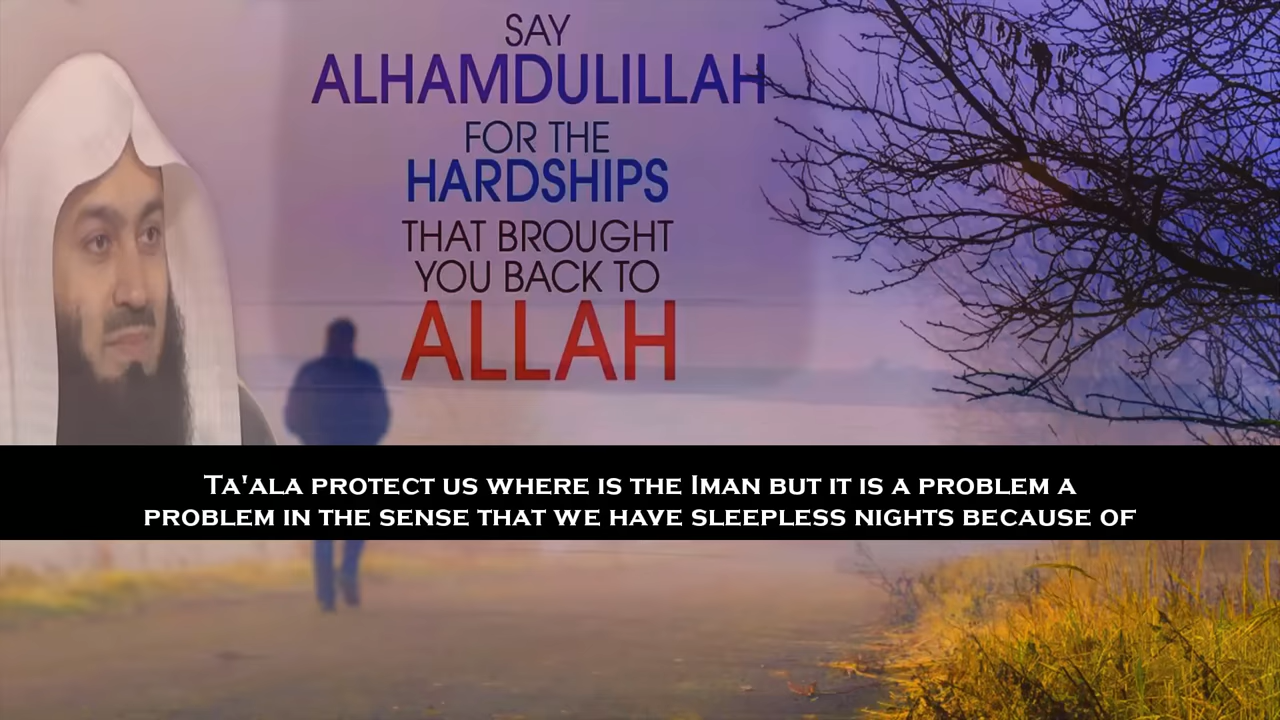 SAY
ALHAMDULILLAH
FOR THE
HARDSHIPS
THAT BROUGHT
YOU BACK TO
ALLAH
Ta'ala protect us where is the Iman but it is a problem a
problem in the sense that we have sleepless nights because of